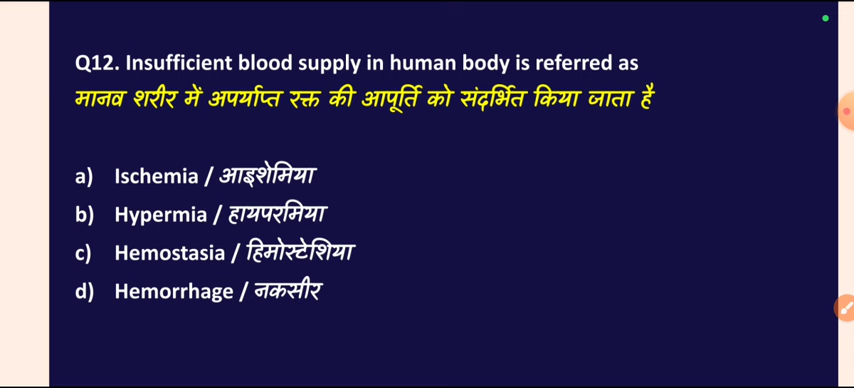 Q12. Insufficient blood supply in human body is referred as
मानव शरीर में अपर्याप्त रक्त की आपूर्ति को संदर्भित किया जाता है
a) Ischemia / आइशेमिया
b) Hypermia / हायपरमिया
c) Hemostasia / हिमोस्टेशिया
d) Hemorrhage / नकसीर